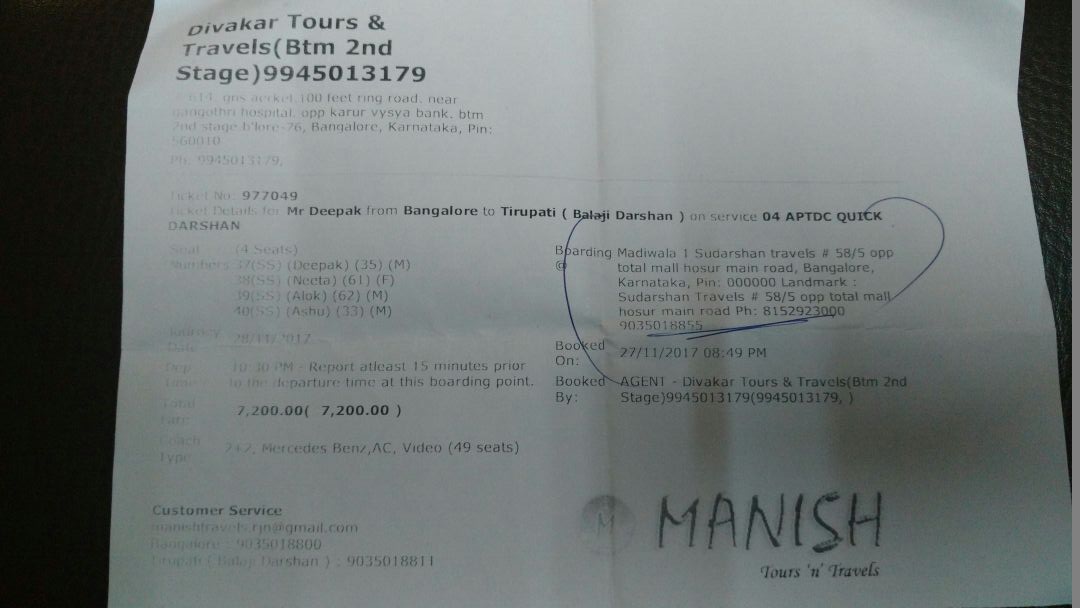 Divakar Tours &
Travels(Btm 2nd
Stage)9945013179
614, gns 100 feet ring road, near
gangothri hospital, opp karur vysya bank, btm
2nd stage b'lore-76, Bangalore, Karnataka, Pin:
560010
Ph: 9945013179,
Ticket No: 977049
Ticket Details for Mr Deepak from Bangalore to Tirupati ( Balaji Darshan ) on service 04 APTDC QUICK
DARSHAN
Seat (4 Seats)
Numbers 37(SS) (Deepak) (35) (M)
38(SS) (Neeta) (61) (F)
39(SS) (Alok) (62) (M)
40(SS) (Ashu) (33) (M)
Journey
Date 28/11/2017
Dep 10:30 PM - Report atleast 15 minutes prior
Time to the departure time at this boarding point.
Total
Fare 7,200.00( 7,200.00 )
Coach
Type 2+2, Mercedes Benz,AC, Video (49 seats)
Boarding Madiwala 1 Sudarshan travels # 58/5 opp
@ total mall hosur main road, Bangalore,
Karnataka, Pin: 000000 Landmark :
Sudarshan Travels # 58/5 opp total mall
hosur main road Ph: 8152923000
9035018855
Booked
On: 27/11/2017 08:49 PM
Booked AGENT - Divakar Tours & Travels(Btm 2nd
By: Stage)9945013179(9945013179, )
Customer Service
manishtravels.rjn@gmail.com
Bangalore : 9035018800
Tirupati ( Balaji Darshan ) : 9035018811
M MANISH
Tours 'n' Travels